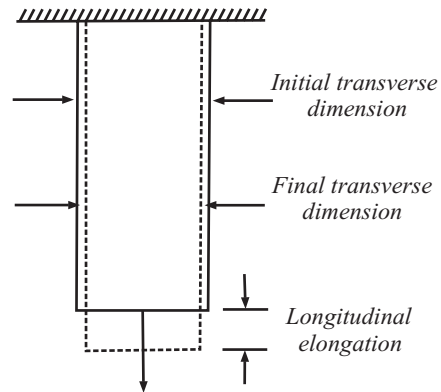 Initial transverse
dimension
Final transverse
dimension
Longitudinal
elongation